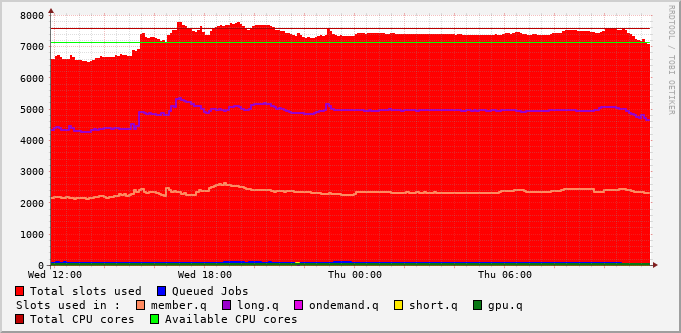 8000
7000
6000
5000
4000
3000
2000
1000
0
Wed 12:00 Wed 18:00 Thu 00:00 Thu 06:00
Total slots used Queued Jobs
Slots used in : member.q long.q ondemand.q short.q gpu.q
Total CPU cores Available CPU cores
RRDTOOL / TOBI OETIKER